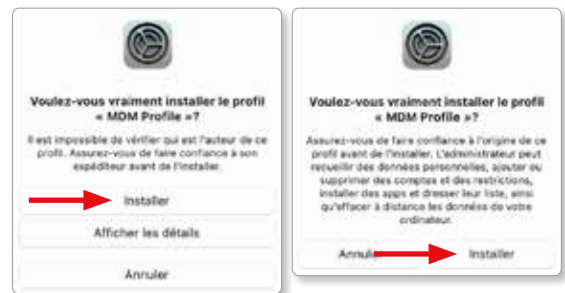 Voulez-vous vraiment installer le profil
« MDM Profile »?
Il est impossible de vérifier qui est l'auteur de ce
profil. Assurez-vous de faire confiance à son
expéditeur avant de l'installer.
Installer
Afficher les détails
Annuler
Voulez-vous vraiment installer le profil
« MDM Profile »?
Assurez-vous de faire confiance à l'origine de ce
profil avant de l'installer. L'administrateur peut
recueillir des données personnelles, ajouter ou
supprimer des comptes et des restrictions,
installer des apps et dresser leur liste, ainsi
qu'effacer à distance les données de votre
ordinateur.
Annuler Installer